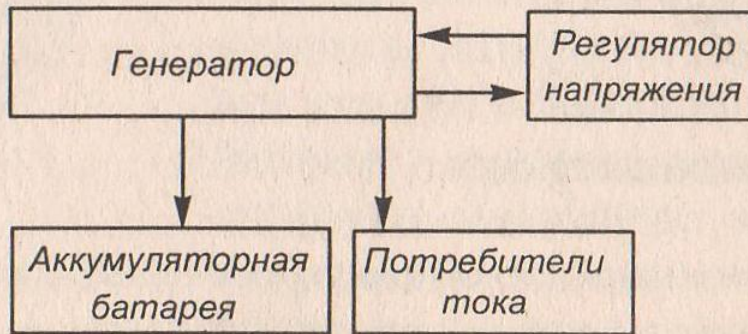 Генератор
Регулятор
напряжения
Аккумуляторная
батарея
Потребители
тока